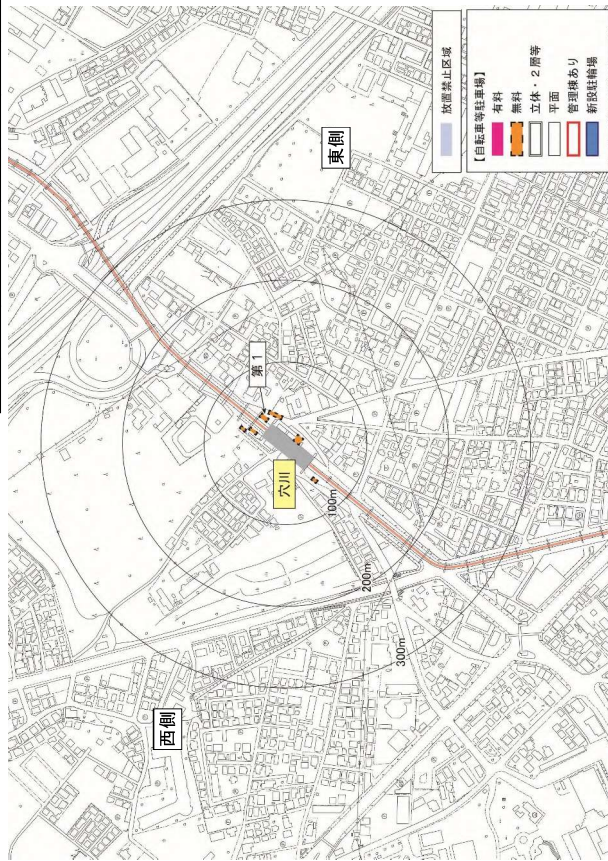 東側
西側
第1
穴川
100m
200m
300m
放置禁止区域
【自転車等駐車場】
有料
無料
立体・2層等
平面
管理棟あり
新設駐輪場